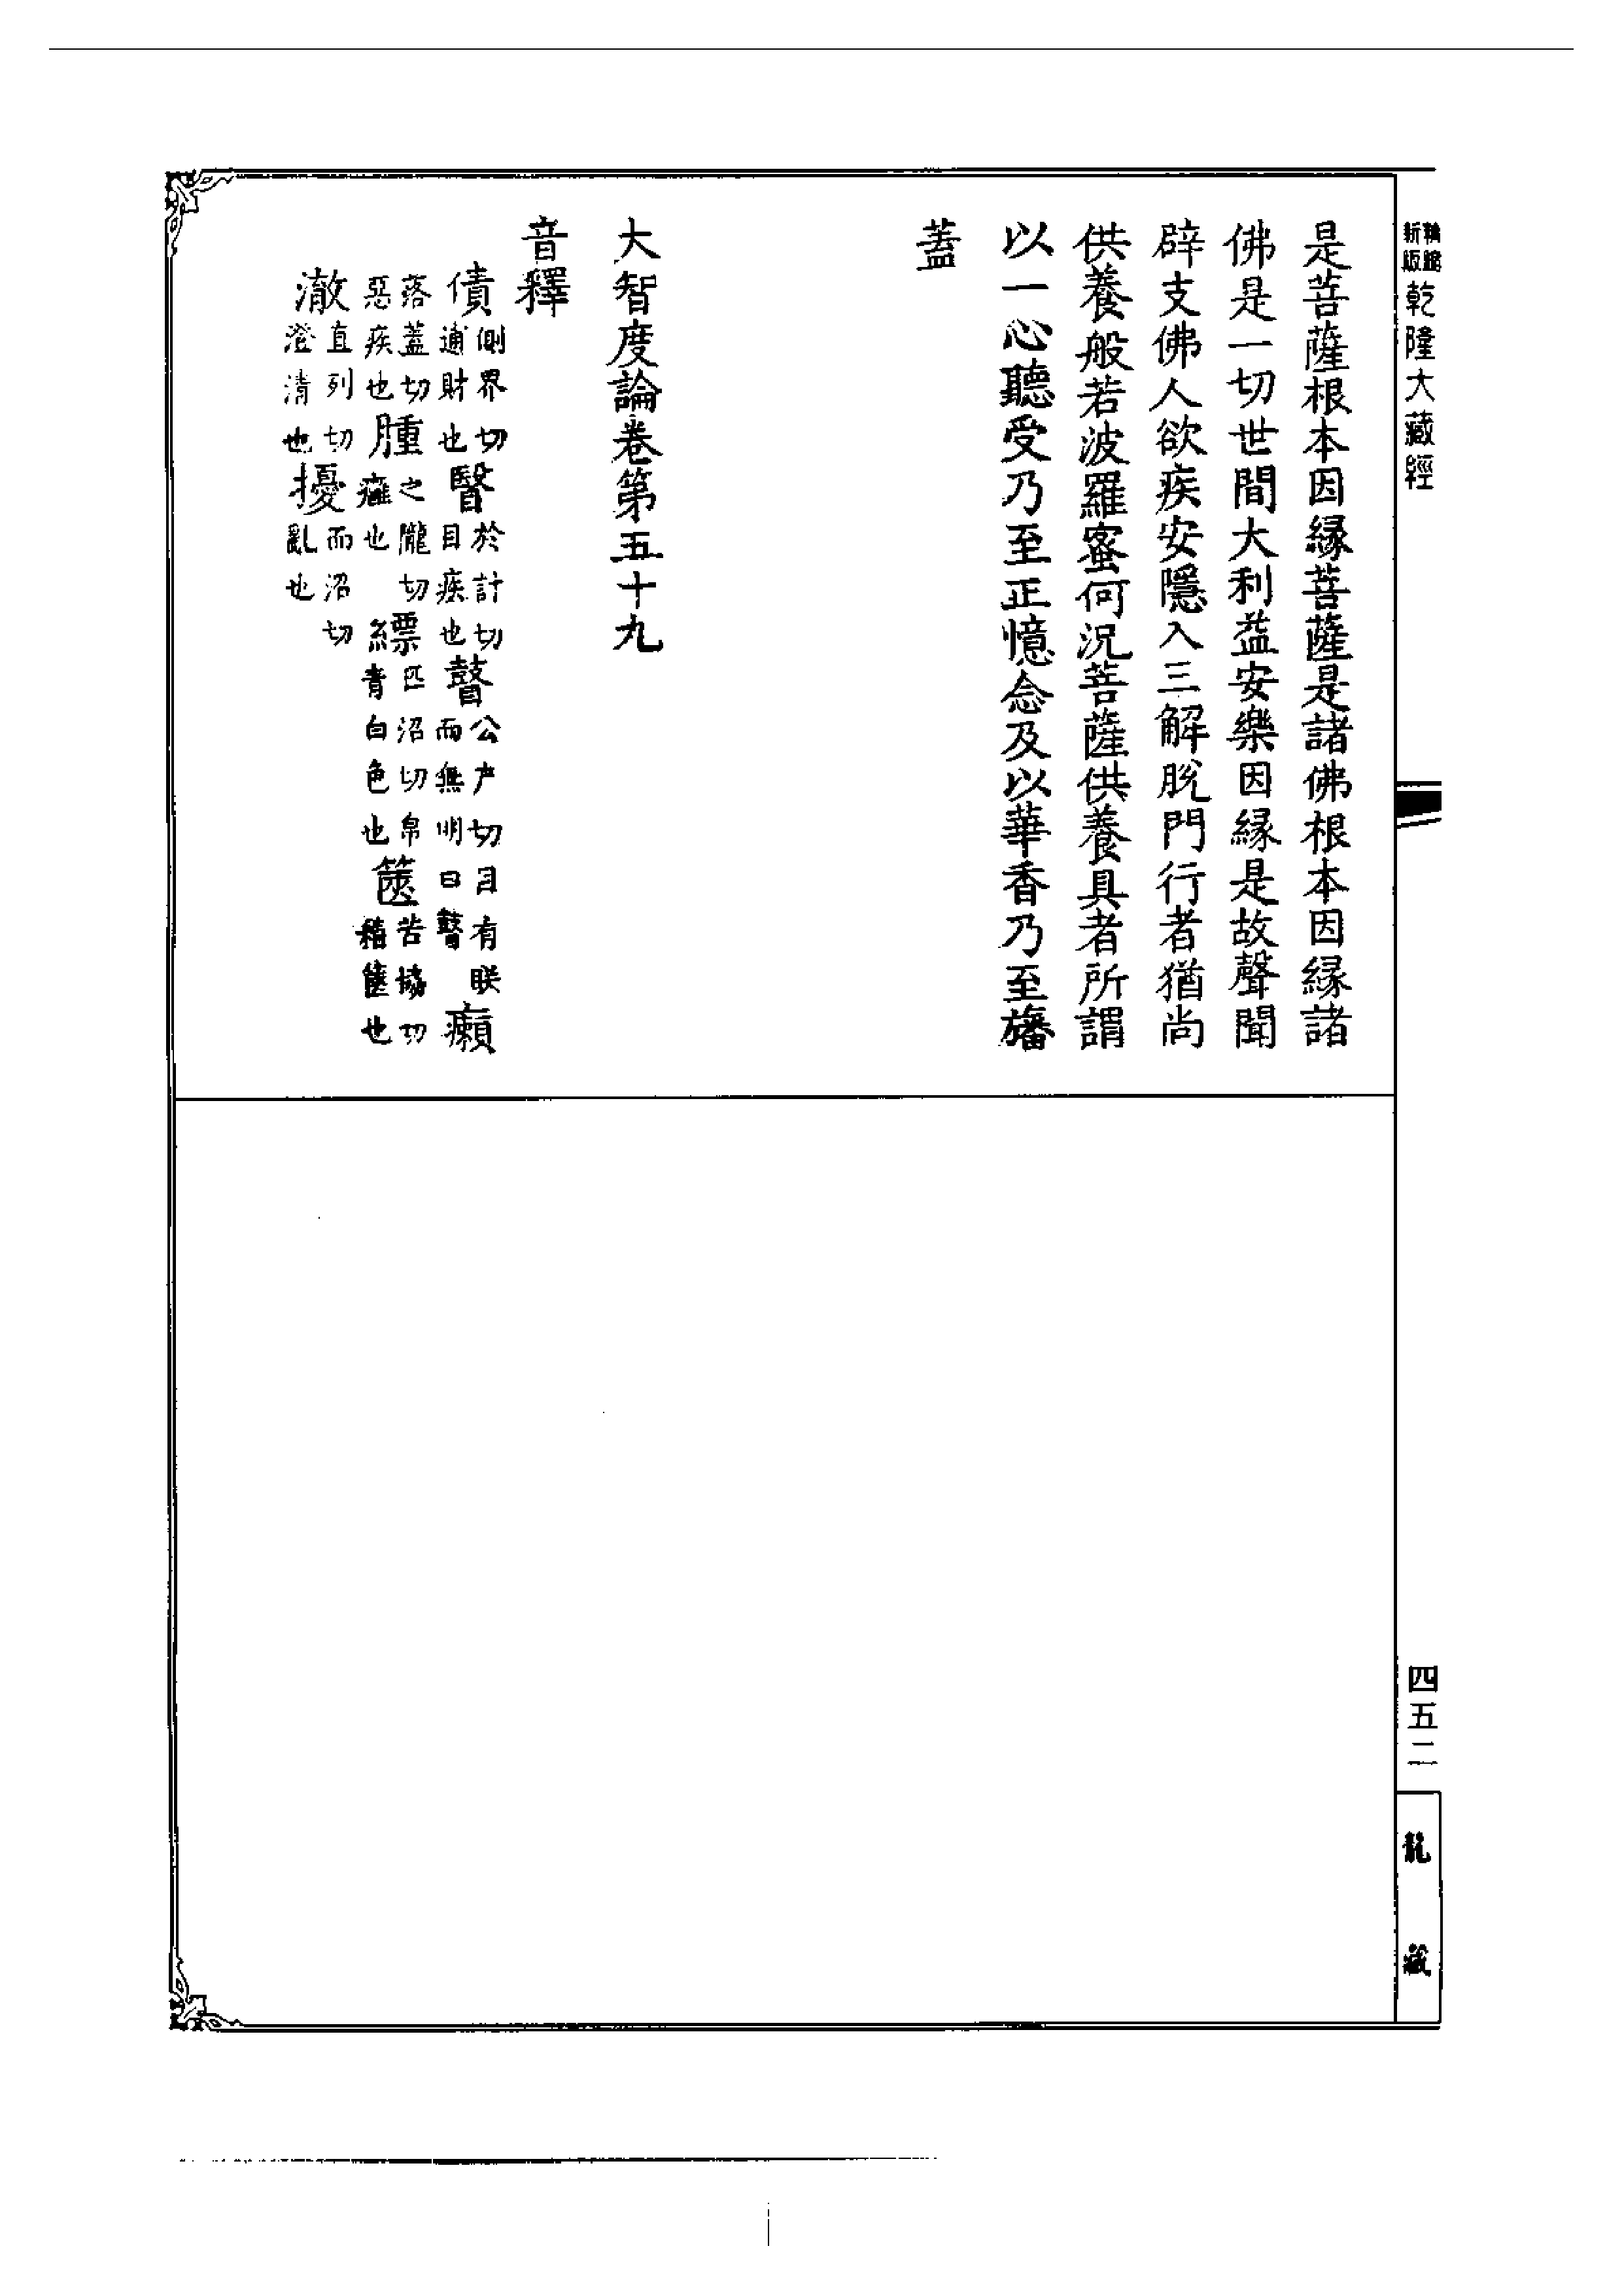 新版
乾隆大藏經
是菩薩根本因緣菩薩是諸佛根本因緣諸
佛是一切世間大利益安樂因緣是故聲聞
辟支佛人欲疾安隱入三解脫門行者猶尚
供養般若波羅蜜何況菩薩供養具者所謂
以一心聽受乃至正憶念及以華香乃至旛
蓋
大智度論卷第五十九
音釋
債側界切逋財也瞖於計切目疾也瞽公戶切目有眹而無明曰瞽癩
落蓋切惡疾也腫之隴切癰也縹匹沼切帛青白色也篋苦協切箱篋也
澈直列切澄清也擾而沼切亂也
四五二
龍藏